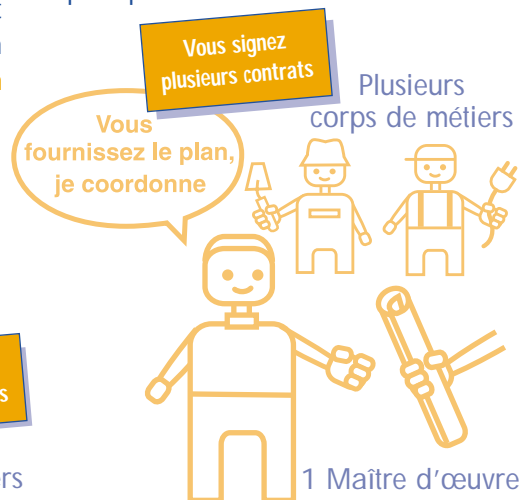 Vous signez
plusieurs contrats
Plusieurs
corps de métiers
Vous
fournissez le plan,
je coordonne
1 Maître d'œuvre